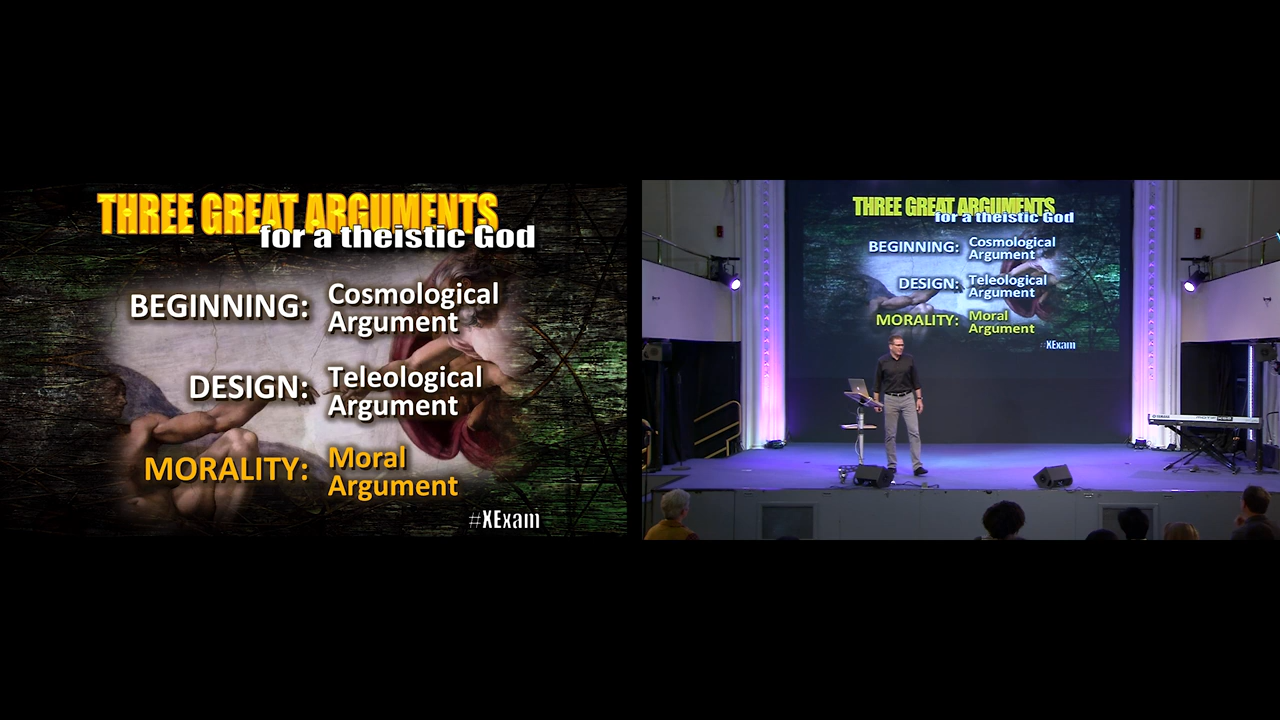 THREE GREAT ARGUMENTS
for a theistic God
BEGINNING: Cosmological
Argument
DESIGN: Teleological
Argument
MORALITY: Moral
Argument
#XExam
THREE GREAT ARGUMENTS
for a theistic God
BEGINNING: Cosmological
Argument
DESIGN: Teleological
Argument
MORALITY: Moral
Argument
#XExam
YAMAHA